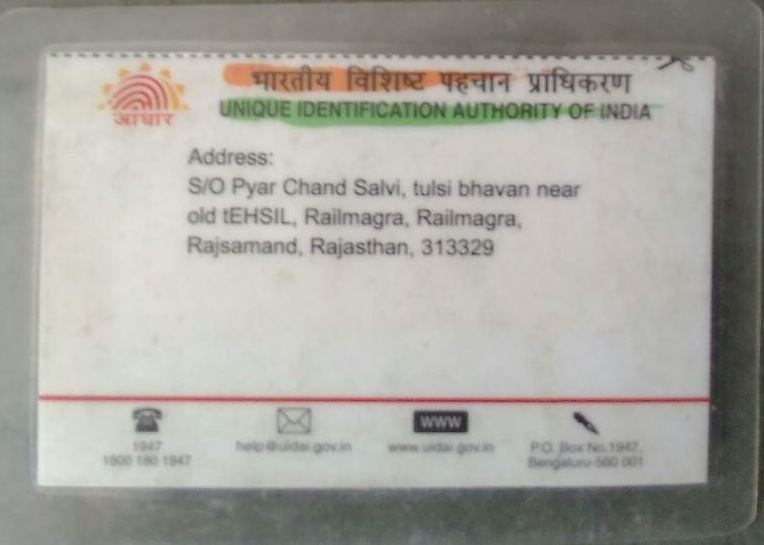 भारतीय विशिष्ट पहचान प्राधिकरण
UNIQUE IDENTIFICATION AUTHORITY OF INDIA
आधार
Address:
S/O Pyar Chand Salvi, tulsi bhavan near
old tEHSIL, Railmagra, Railmagra,
Rajsamand, Rajasthan, 313329
WWW
1947
1800 180 1947
help@uidai.gov.in
www.uidai.gov.in
P.O. Box No.1947,
Bengaluru-560 001